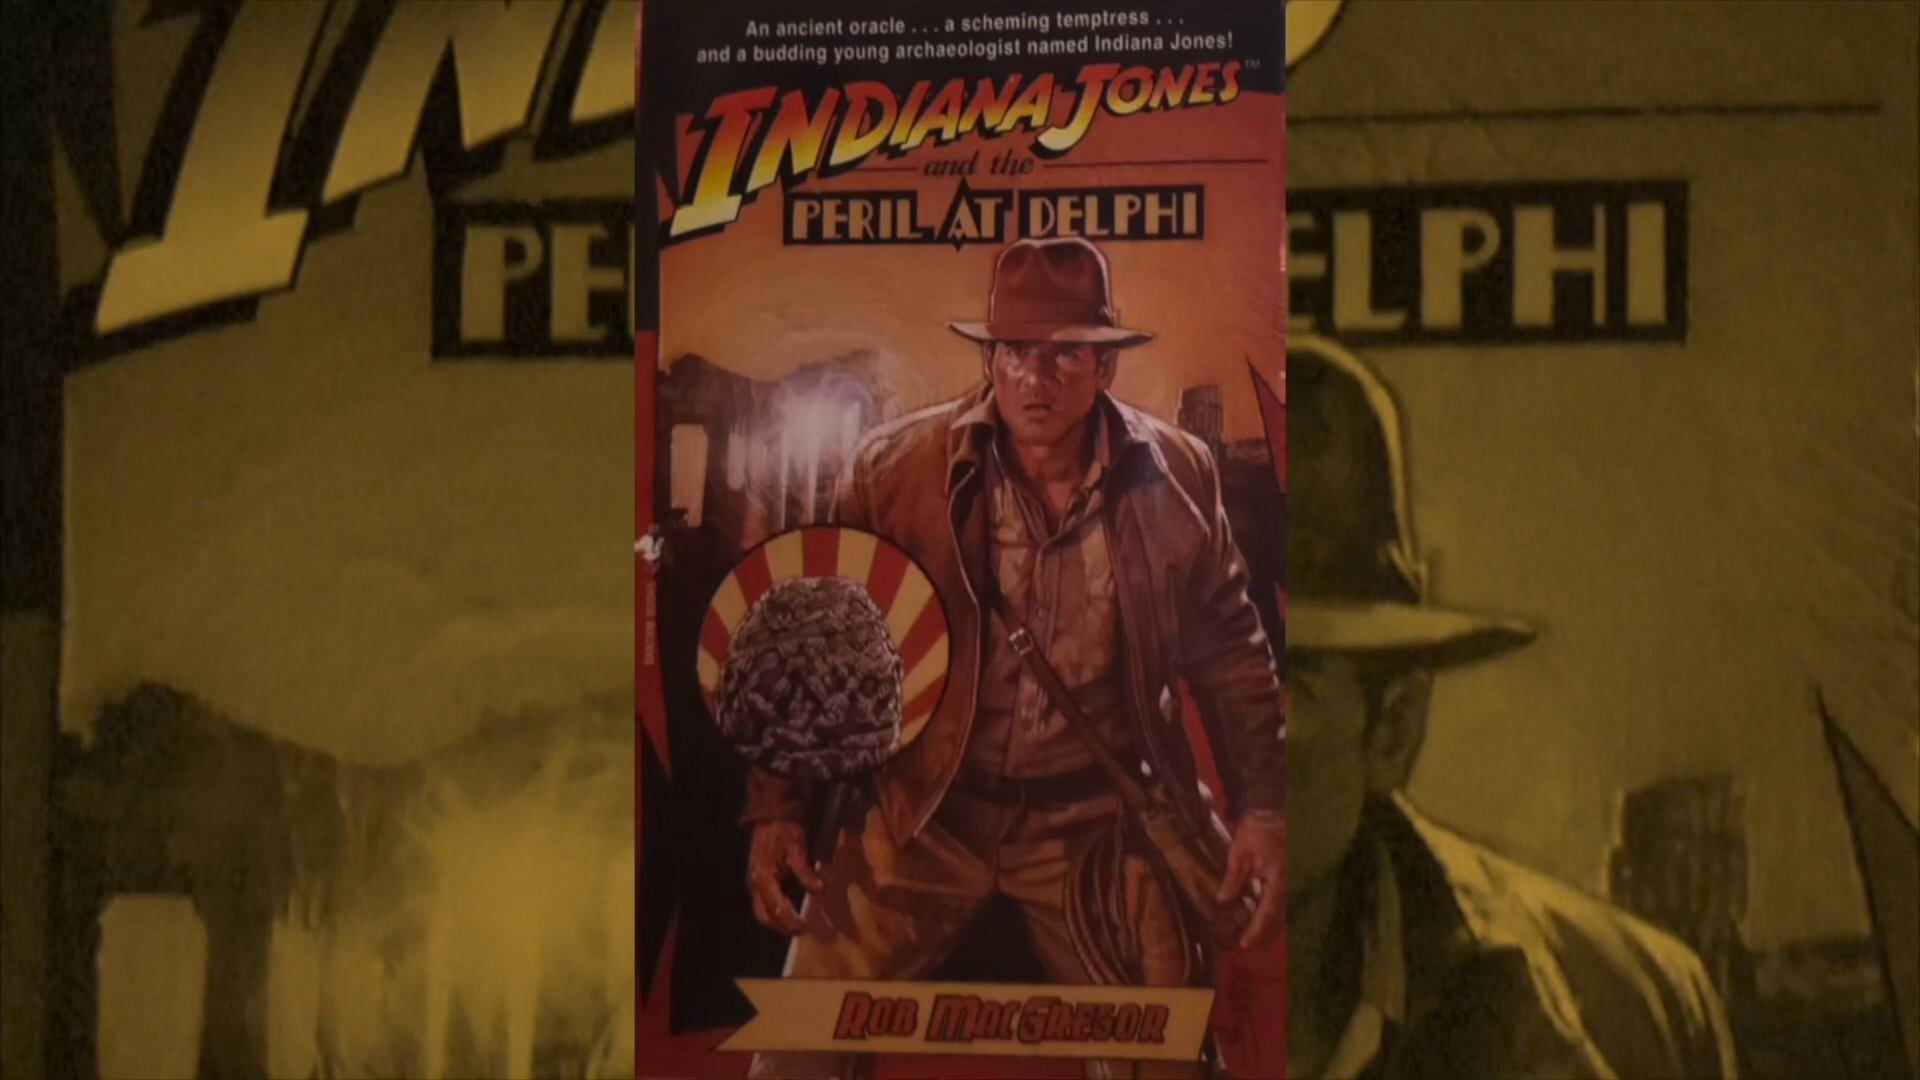 An ancient oracle . . . a scheming temptress . . .
and a budding young archaeologist named Indiana Jones!
INDIANA JONES™
and the
PERIL AT DELPHI
ROB MACGREGOR